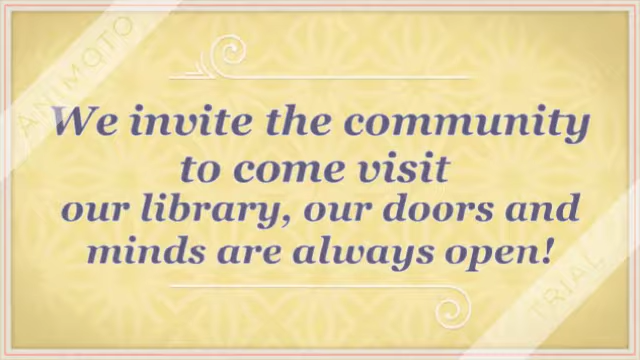 ANIMOTO
We invite the community
to come visit
our library, our doors and
minds are always open!
TRIAL